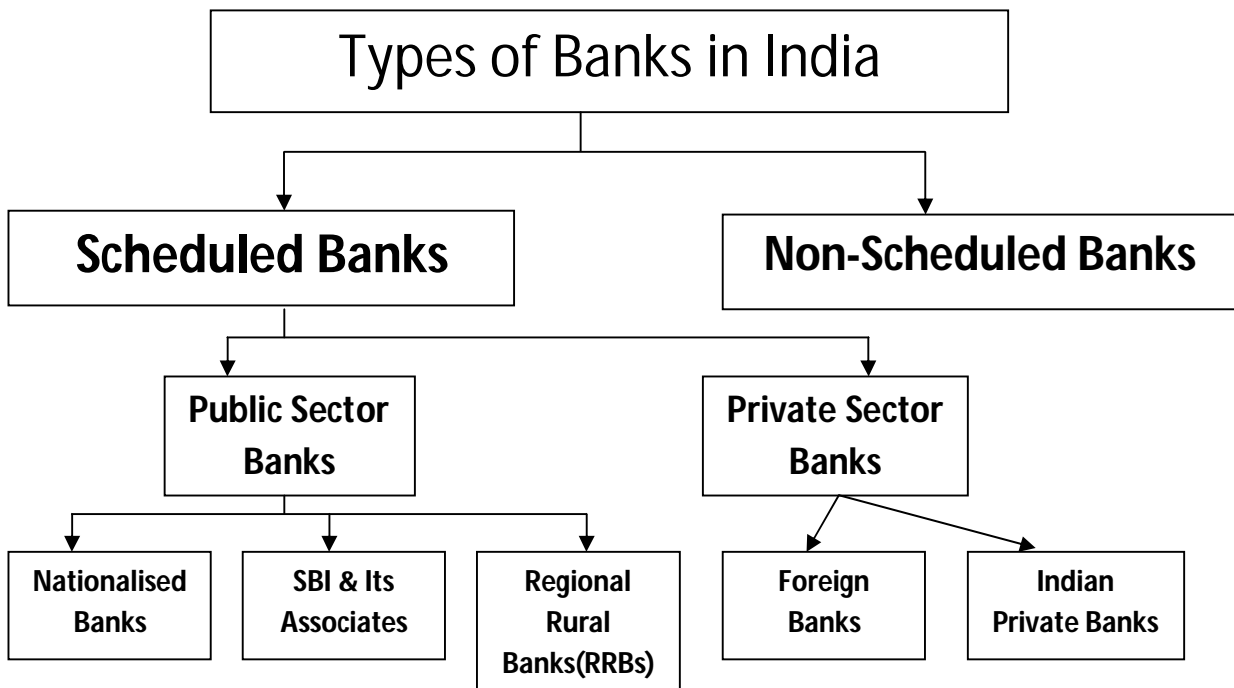 Types of Banks in India
Scheduled Banks
Non-Scheduled Banks
Public Sector
Banks
Private Sector
Banks
Nationalised
Banks
SBI & Its
Associates
Regional
Rural
Banks(RRBs)
Foreign
Banks
Indian
Private Banks